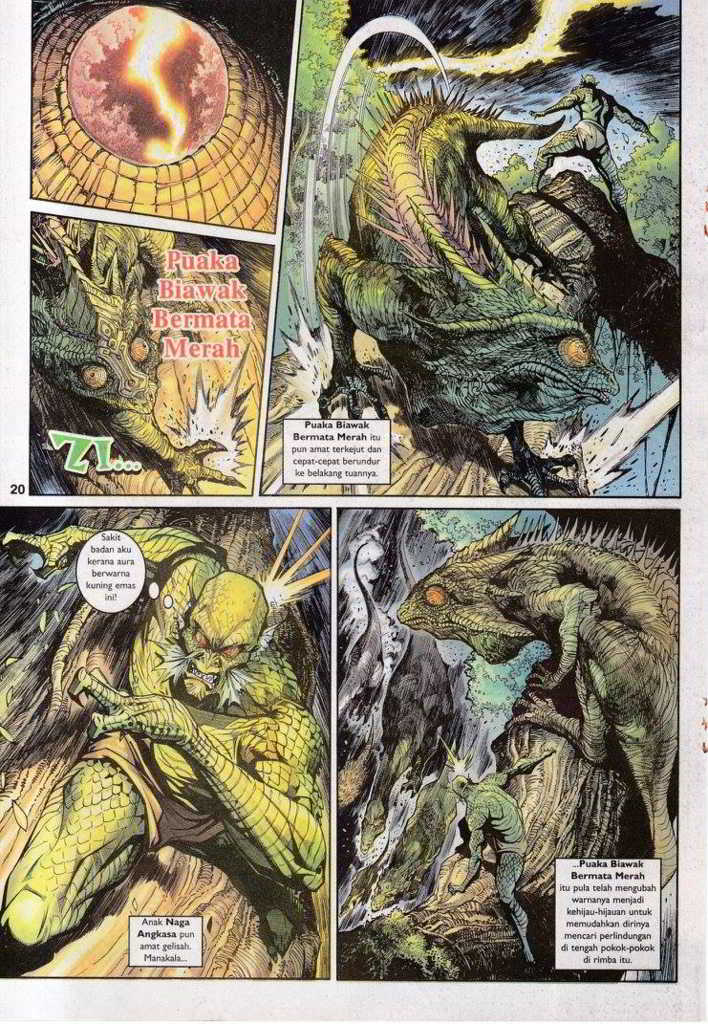 Puaka
Biawak
Bermata
Merah
ZI...
Puaka Biawak
Bermata Merah itu
pun amat terkejut dan
cepat-cepat berundur
ke belakang tuannya.
20
Sakit
badan aku
kerana aura
berwarna
kuning emas
ini!
Anak Naga
Angkasa pun
amat gelisah.
Manakala...
...Puaka Biawak
Bermata Merah
itu pula telah mengubah
warnanya menjadi
kehijau-hijauan untuk
memudahkan dirinya
mencari perlindungan
di tengah pokok-pokok
di rimba itu.